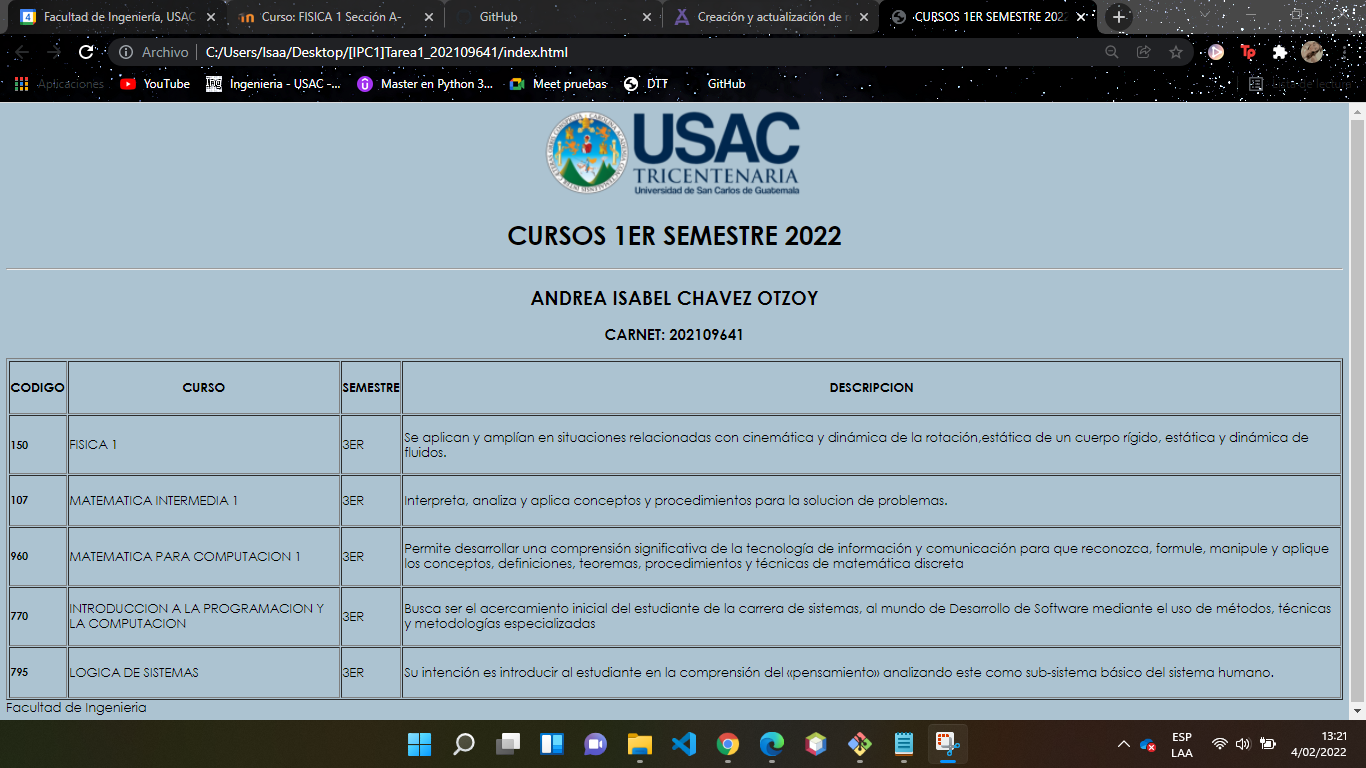 Facultad de Ingeniería, USAC
Curso: FISICA 1 Sección A-
GitHub
Creación y actualización de
CURSOS 1ER SEMESTRE 202
Archivo
C:/Users/Isaa/Desktop/[IPC1]Tarea1_202109641/index.html
Aplicaciones
YouTube
Ingenieria - USAC -...
Master en Python 3...
Meet pruebas
DTT
GitHub
USAC
TRICENTENARIA
Universidad de San Carlos de Guatemala
CURSOS 1ER SEMESTRE 2022
ANDREA ISABEL CHAVEZ OTZOY
CARNET: 202109641
CODIGO CURSO SEMESTRE DESCRIPCION
150 FISICA 1 3ER Se aplican y amplían en situaciones relacionadas con cinemática y dinámica de la rotación,estática de un cuerpo rígido, estática y dinámica de
fluidos.
107 MATEMATICA INTERMEDIA 1 3ER Interpreta, analiza y aplica conceptos y procedimientos para la solucion de problemas.
960 MATEMATICA PARA COMPUTACION 1 3ER Permite desarrollar una comprensión significativa de la tecnología de información y comunicación para que reconozca, formule, manipule y aplique
los conceptos, definiciones, teoremas, procedimientos y técnicas de matemática discreta
770 INTRODUCCION A LA PROGRAMACION Y
LA COMPUTACION 3ER Busca ser el acercamiento inicial del estudiante de la carrera de sistemas, al mundo de Desarrollo de Software mediante el uso de métodos, técnicas
y metodologías especializadas
795 LOGICA DE SISTEMAS 3ER Su intención es introducir al estudiante en la comprensión del «pensamiento» analizando este como sub-sistema básico del sistema humano.
Facultad de Ingenieria
ESP
LAA
13:21
4/02/2022